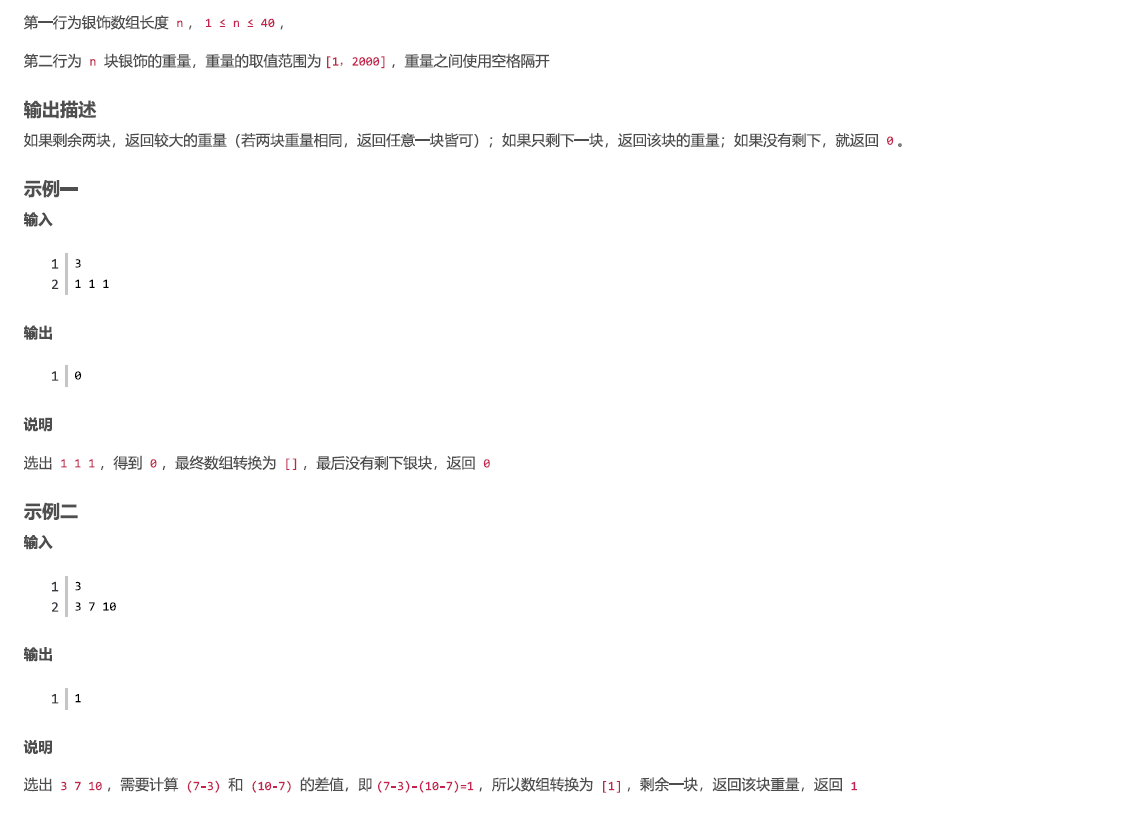 第一行为银饰数组长度 n，1 ≤ n ≤ 40，
第二行为 n 块银饰的重量，重量的取值范围为[1，2000]，重量之间使用空格隔开
输出描述
如果剩余两块，返回较大的重量（若两块重量相同，返回任意一块皆可）；如果只剩下一块，返回该块的重量；如果没有剩下，就返回 0。
示例一
输入
1 3
2 1 1 1
输出
1 0
说明
选出 1 1 1，得到 0，最终数组转换为 []，最后没有剩下银块，返回 0
示例二
输入
1 3
2 3 7 10
输出
1 1
说明
选出 3 7 10，需要计算 (7-3) 和 (10-7) 的差值，即(7-3)-(10-7)=1，所以数组转换为 [1]，剩余一块，返回该块重量，返回 1